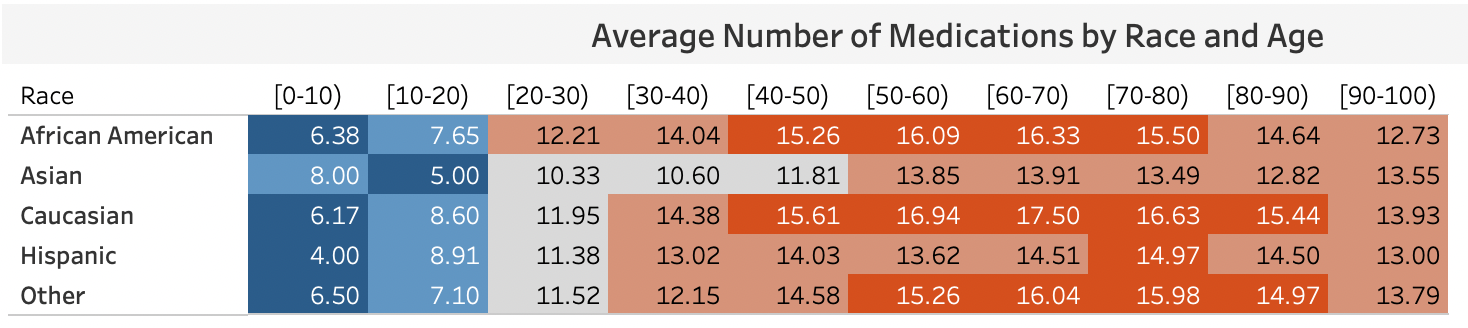 Average Number of Medications by Race and Age
Race [0-10) [10-20) [20-30) [30-40) [40-50) [50-60) [60-70) [70-80) [80-90) [90-100)
African American 6.38 7.65 12.21 14.04 15.26 16.09 16.33 15.50 14.64 12.73
Asian 8.00 5.00 10.33 10.60 11.81 13.85 13.91 13.49 12.82 13.55
Caucasian 6.17 8.60 11.95 14.38 15.61 16.94 17.50 16.63 15.44 13.93
Hispanic 4.00 8.91 11.38 13.02 14.03 13.62 14.51 14.97 14.50 13.00
Other 6.50 7.10 11.52 12.15 14.58 15.26 16.04 15.98 14.97 13.79